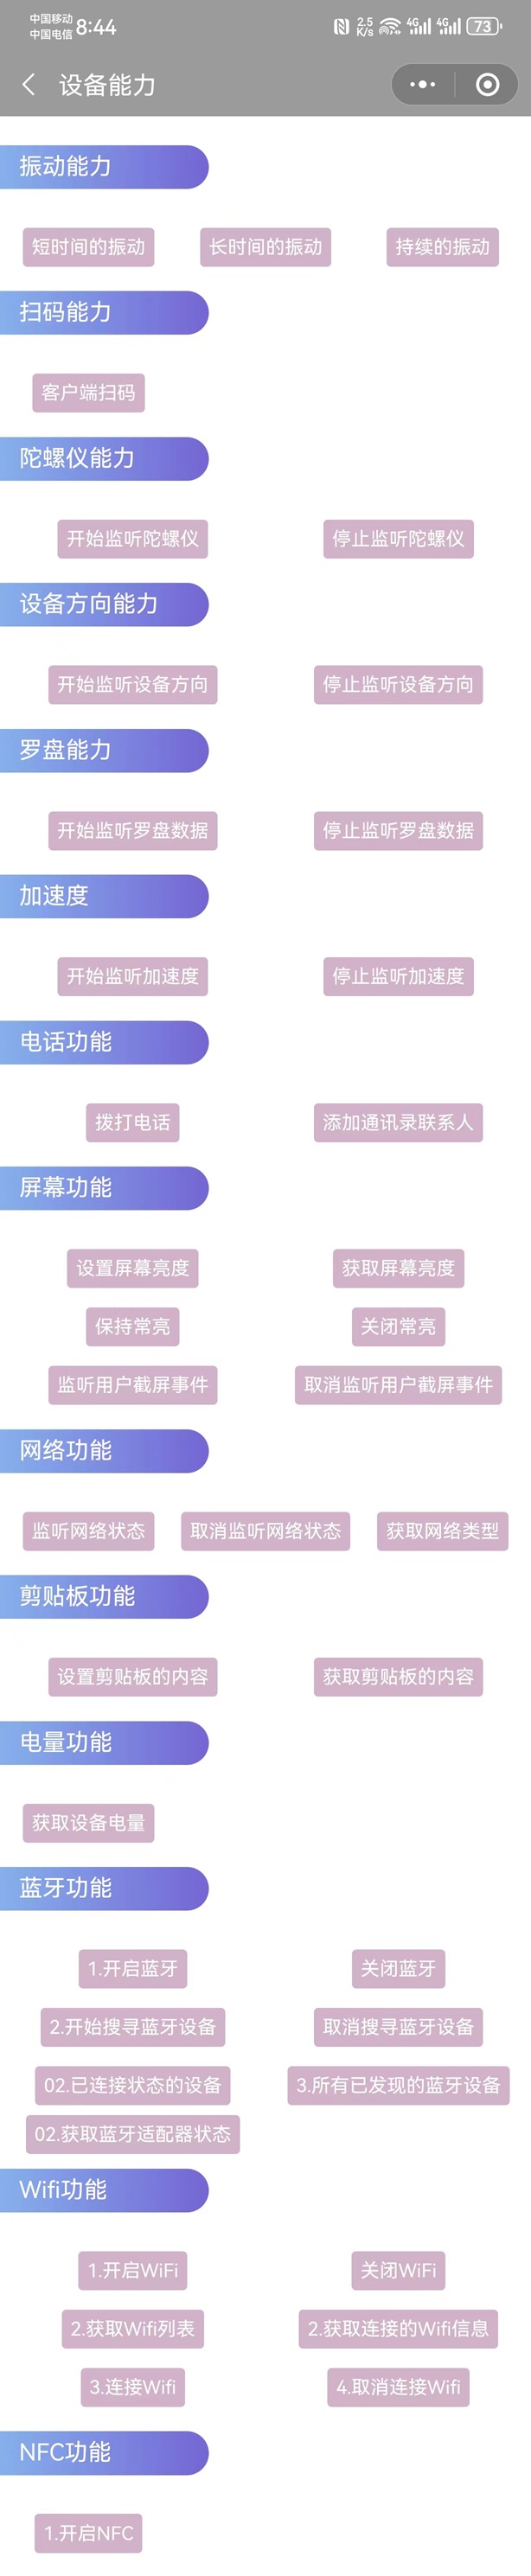 中国移动
中国电信
8:44
2.5
K/s
4G
4G
73
设备能力
振动能力
短时间的振动 长时间的振动 持续的振动
扫码能力
客户端扫码
陀螺仪能力
开始监听陀螺仪 停止监听陀螺仪
设备方向能力
开始监听设备方向 停止监听设备方向
罗盘能力
开始监听罗盘数据 停止监听罗盘数据
加速度
开始监听加速度 停止监听加速度
电话功能
拨打电话 添加通讯录联系人
屏幕功能
设置屏幕亮度 获取屏幕亮度
保持常亮 关闭常亮
监听用户截屏事件 取消监听用户截屏事件
网络功能
监听网络状态 取消监听网络状态 获取网络类型
剪贴板功能
设置剪贴板的内容 获取剪贴板的内容
电量功能
获取设备电量
蓝牙功能
1.开启蓝牙 关闭蓝牙
2.开始搜寻蓝牙设备 取消搜寻蓝牙设备
02.已连接状态的设备 3.所有已发现的蓝牙设备
02.获取蓝牙适配器状态
Wifi功能
1.开启WiFi 关闭WiFi
2.获取Wifi列表 2.获取连接的Wifi信息
3.连接Wifi 4.取消连接Wifi
NFC功能
1.开启NFC